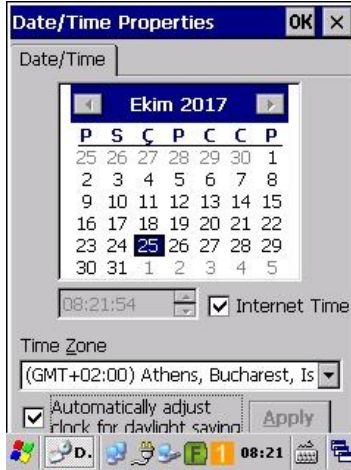 Date/Time Properties OK ×
Date/Time
Ekim 2017
P S Ç P C C P
25 26 27 28 29 30 1
2 3 4 5 6 7 8
9 10 11 12 13 14 15
16 17 18 19 20 21 22
23 24 25 26 27 28 29
30 31 1 2 3 4 5
08:21:54 Internet Time
Time Zone
(GMT+02:00) Athens, Bucharest, Is
Automatically adjust
clock for daylight saving
Apply
D. F 1 08:21